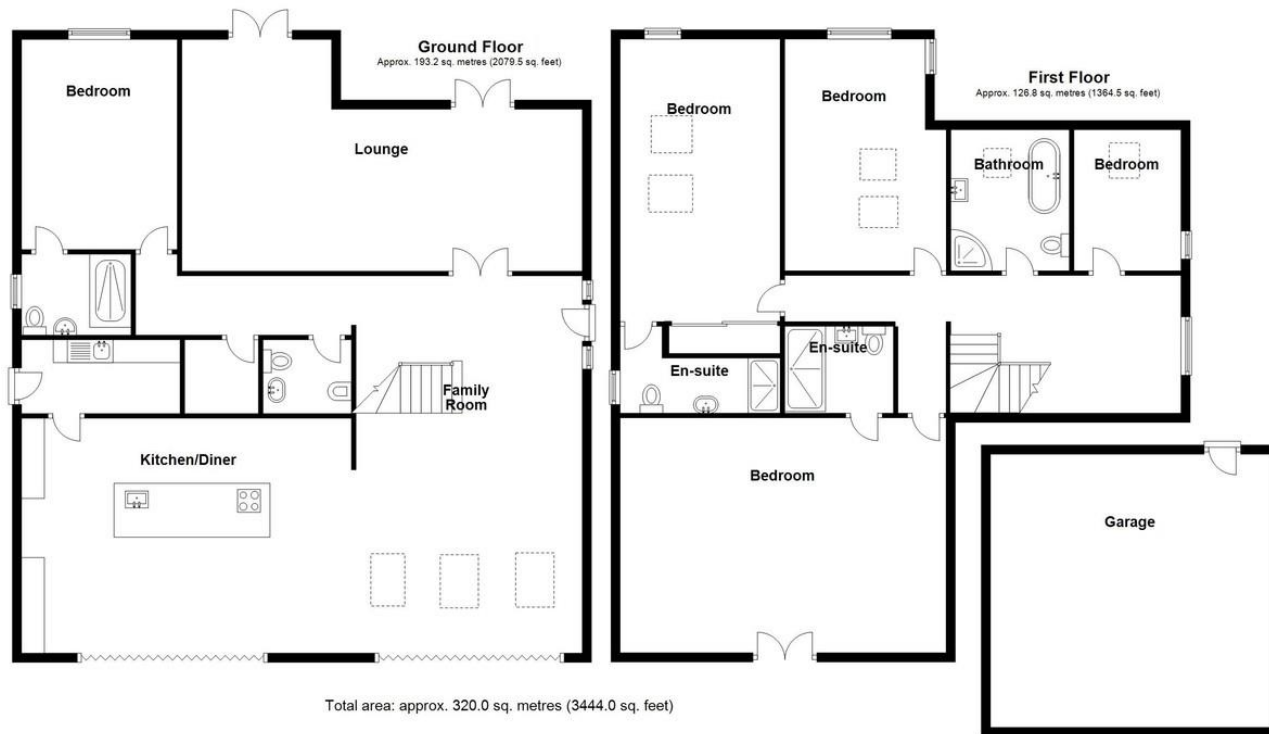 Ground Floor
Approx. 193.2 sq. metres (2079.5 sq. feet)
Bedroom
Lounge
Family
Room
Kitchen/Diner
First Floor
Approx. 126.8 sq. metres (1364.5 sq. feet)
Bedroom
Bedroom
Bathroom
Bedroom
En-suite
En-suite
Bedroom
Garage
Total area: approx. 320.0 sq. metres (3444.0 sq. feet)